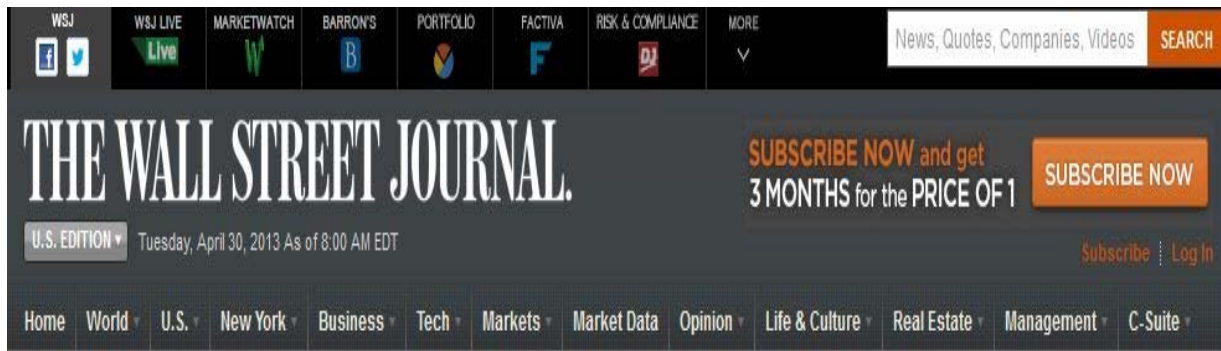 WSJ WSJ LIVE MARKETWATCH BARRON'S PORTFOLIO FACTIVA RISK & COMPLIANCE MORE
f Live W B F DJ
News, Quotes, Companies, Videos SEARCH
THE WALL STREET JOURNAL.
SUBSCRIBE NOW and get
3 MONTHS for the PRICE OF 1
SUBSCRIBE NOW
U.S. EDITION Tuesday, April 30, 2013 As of 8:00 AM EDT
Subscribe Log In
Home World U.S. New York Business Tech Markets Market Data Opinion Life & Culture Real Estate Management C-Suite